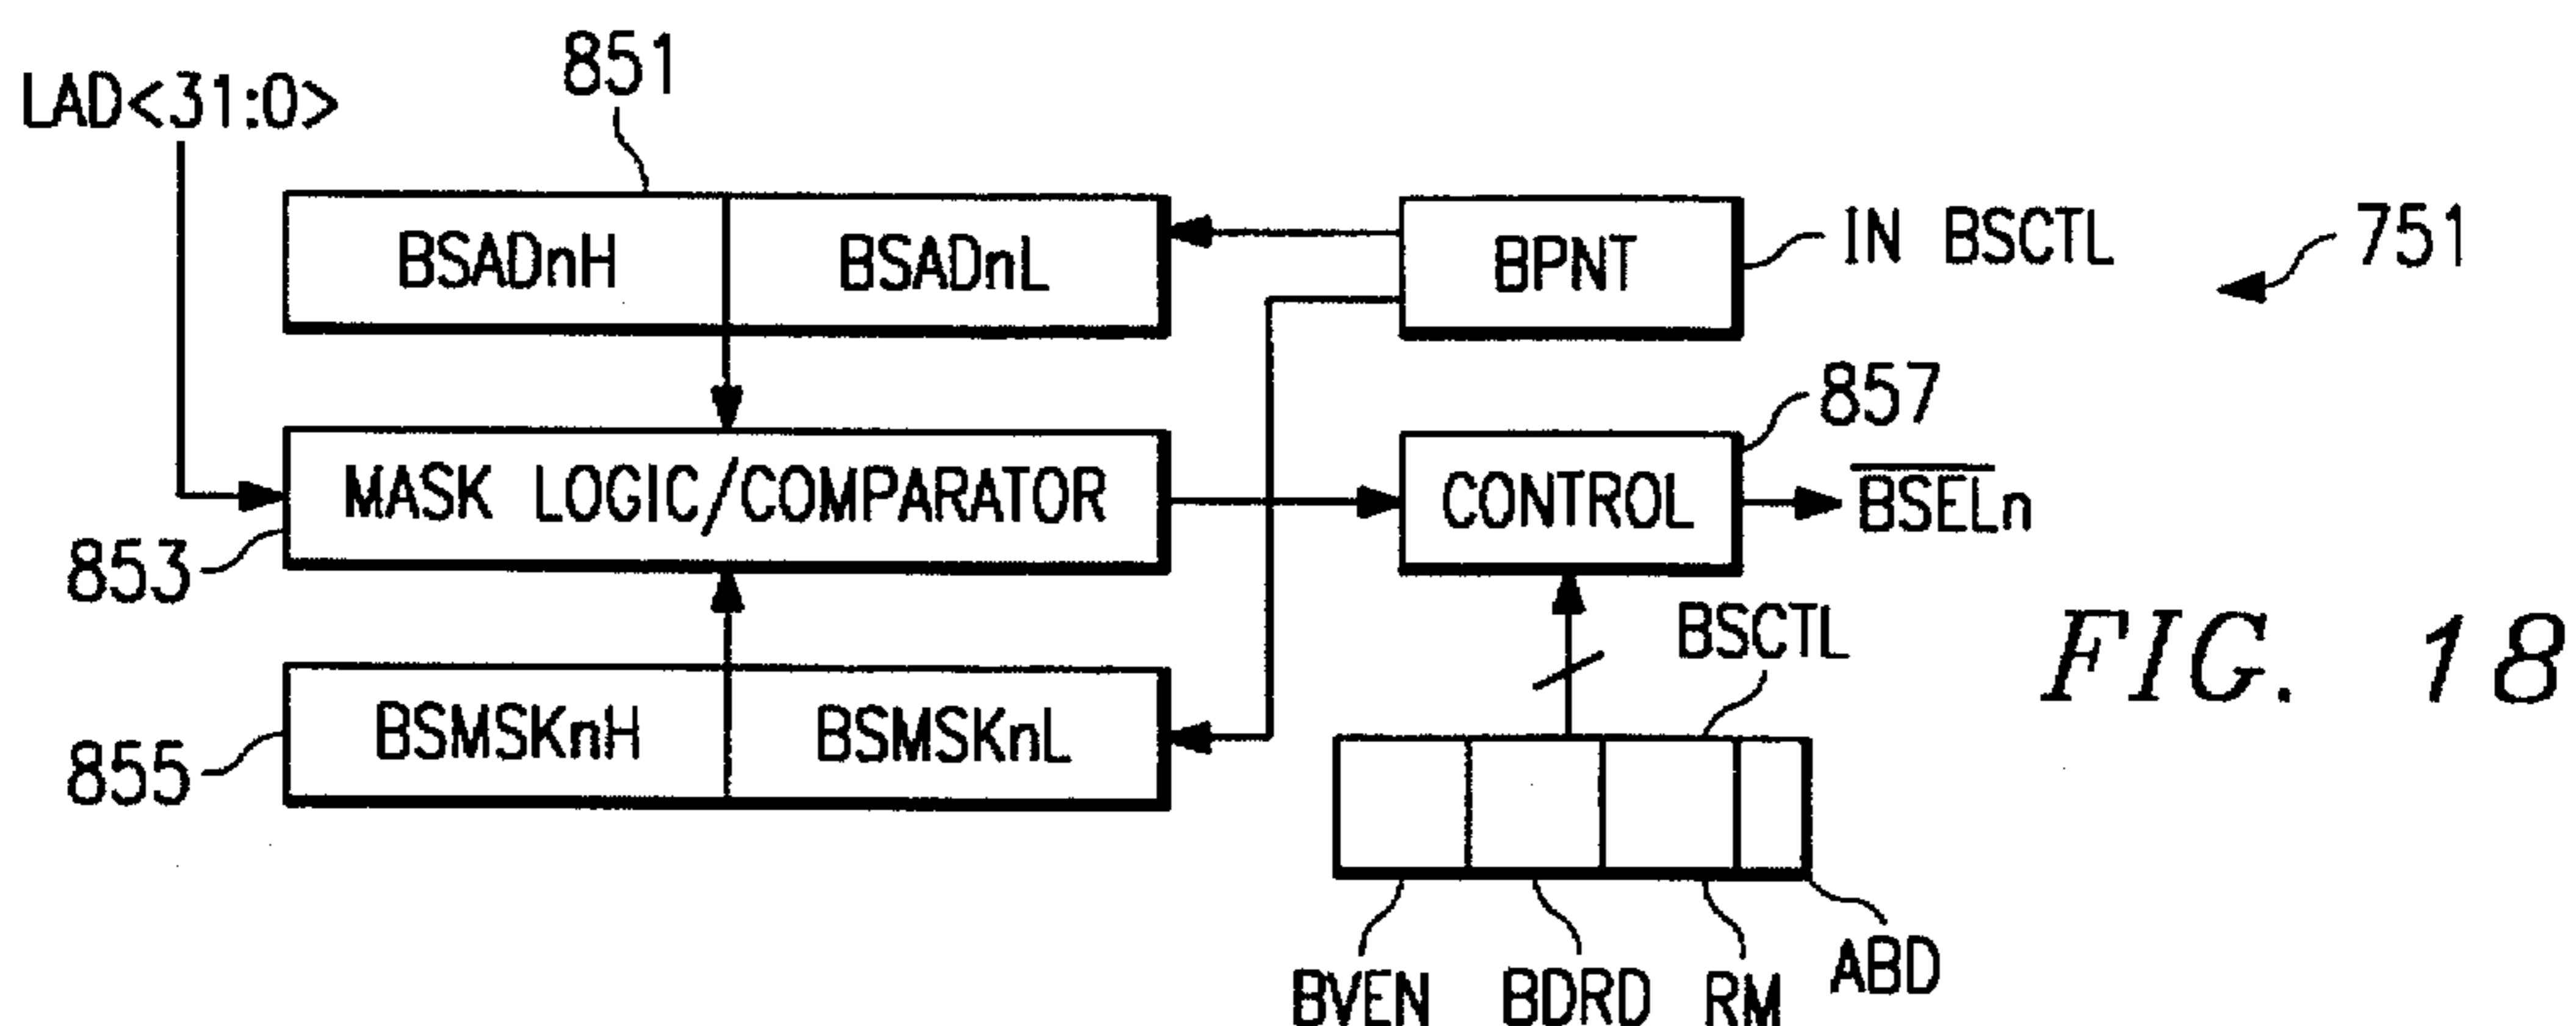 851
LAD<31:0>
BSADnH
BSADnL
BPNT
IN BSCTL
751
MASK LOGIC/COMPARATOR
853
857
CONTROL
BSELn
BSCTL
855
BSMSKnH
BSMSKnL
FIG. 18
BVEN
BDRD
RM
ABD